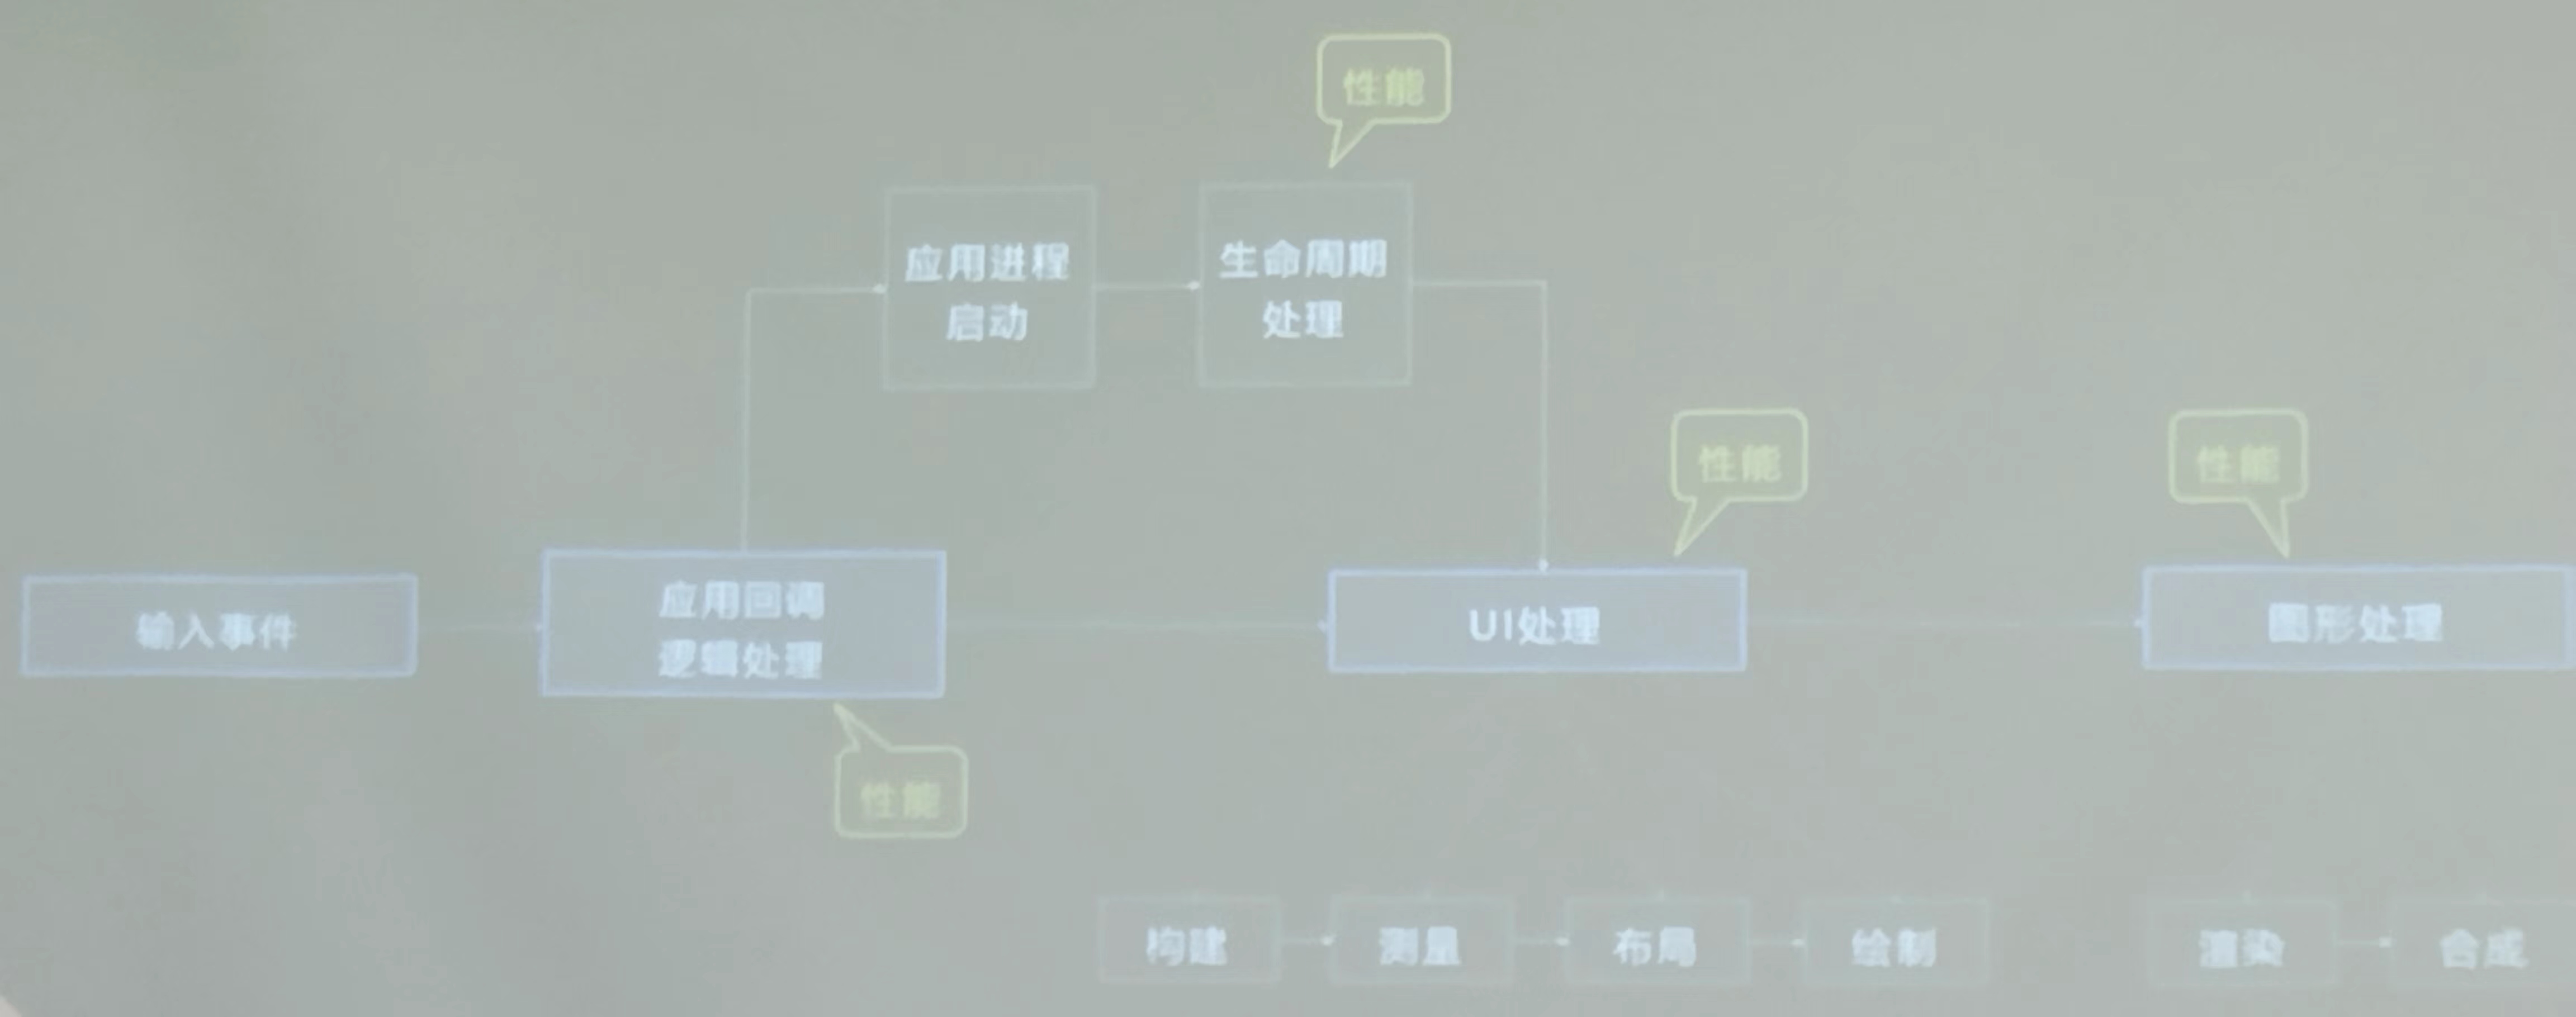 性能
应用进程
启动
生命周期
处理
性能
性能
输入事件
应用回调
逻辑处理
UI处理
图形处理
性能
构建
测量
布局
绘制
渲染
合成